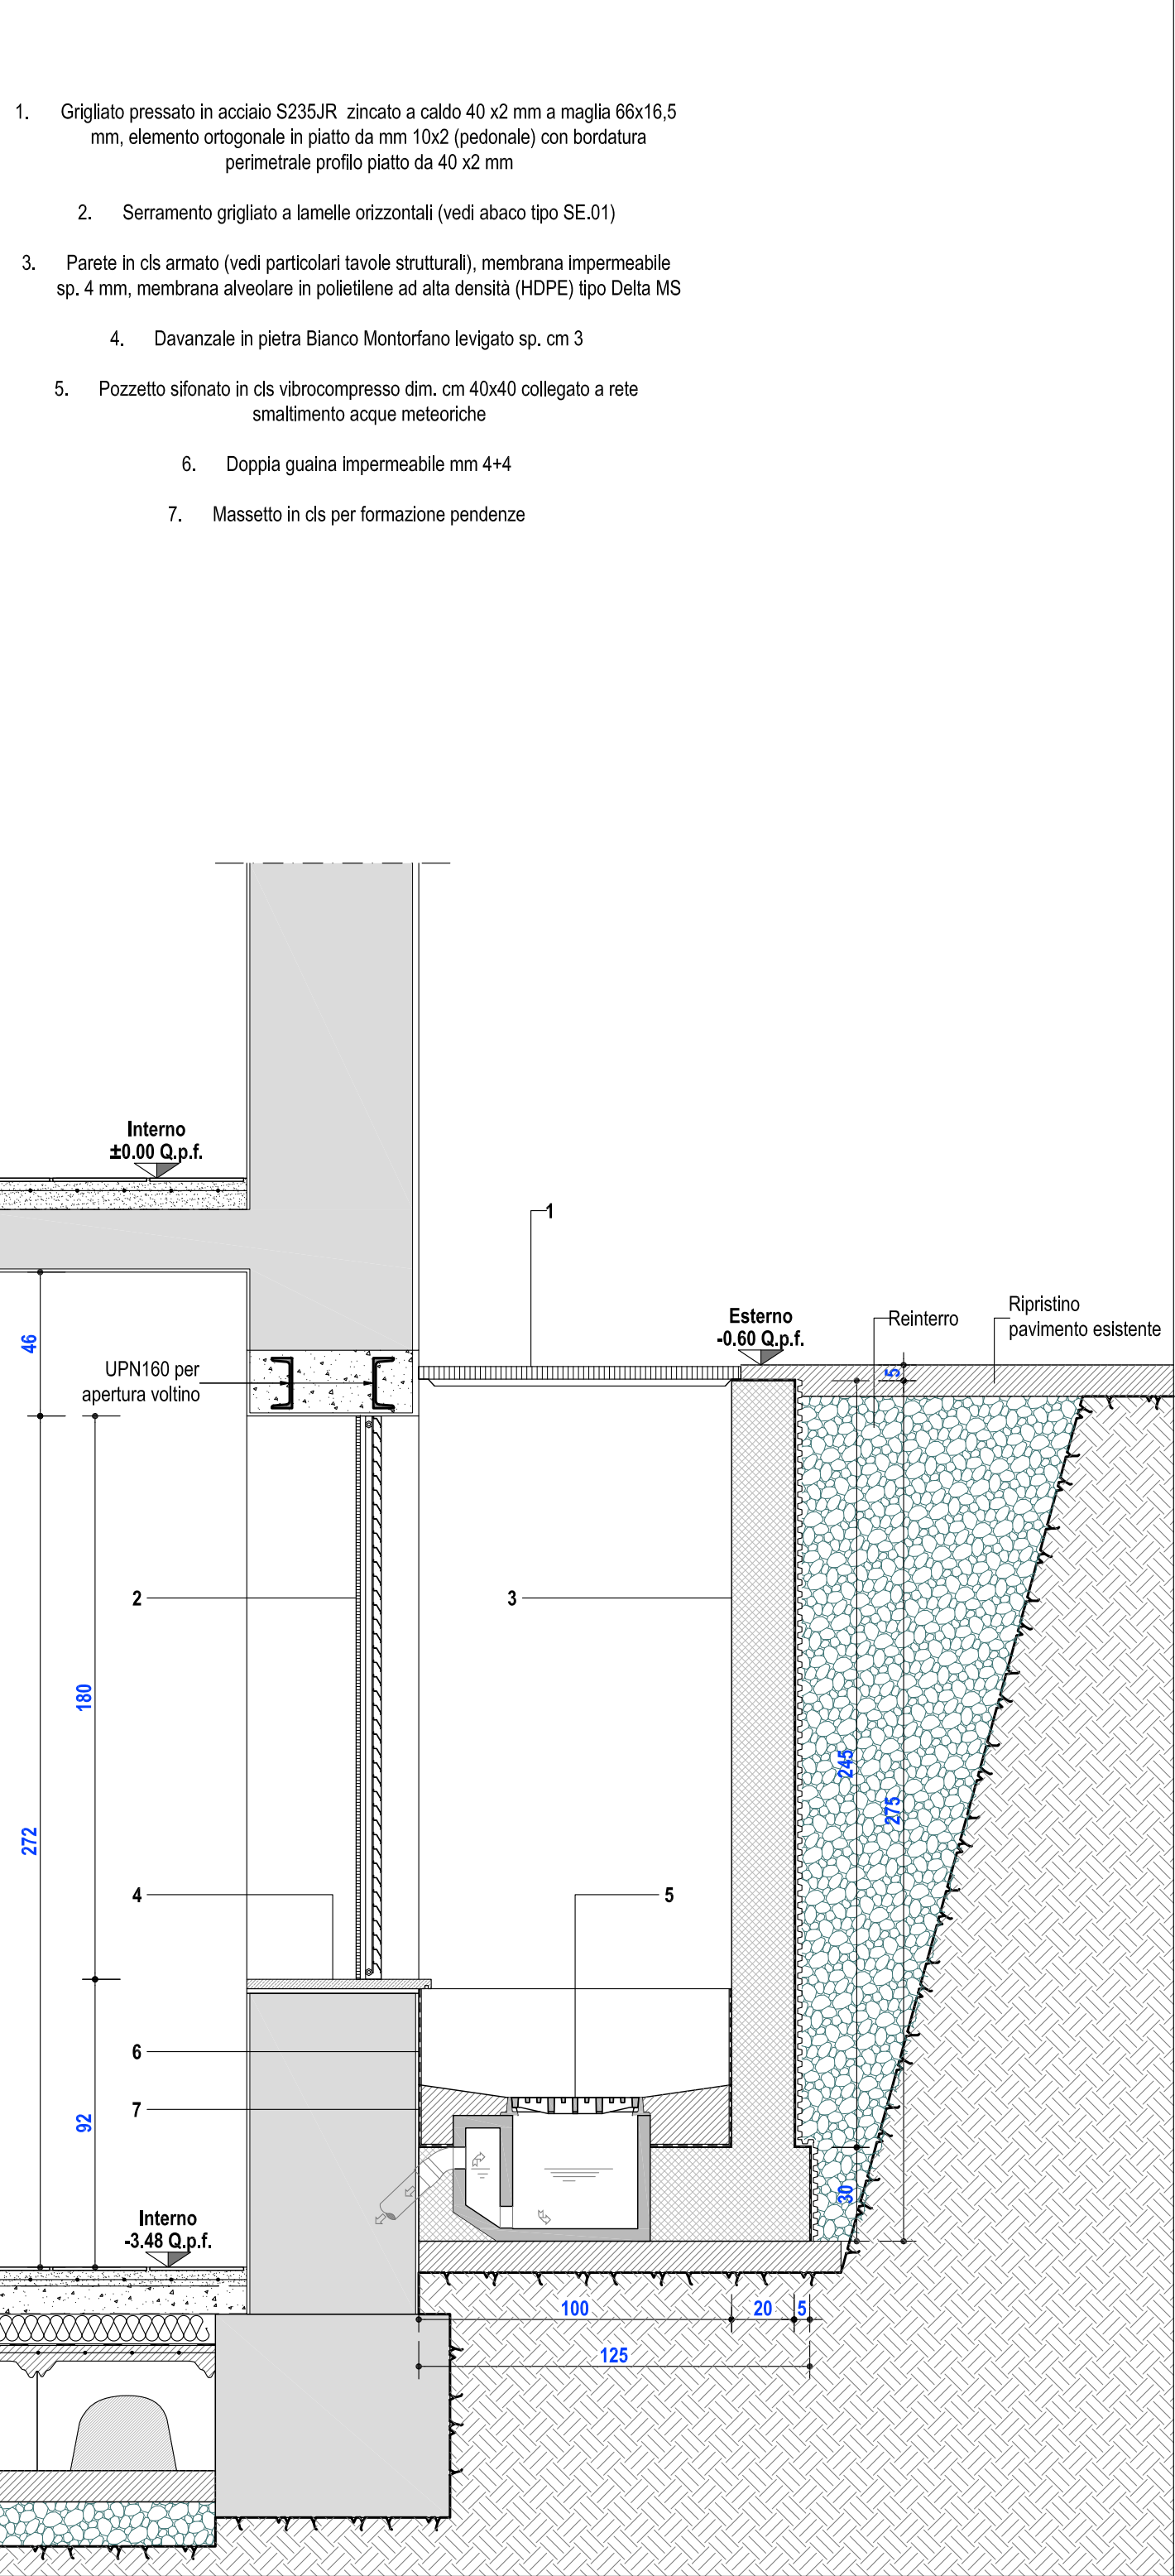 1. Grigliato pressato in acciaio S235JR zincato a caldo 40 x2 mm a maglia 66x16,5
mm, elemento ortogonale in piatto da mm 10x2 (pedonale) con bordatura
perimetrale profilo piatto da 40 x2 mm
2. Serramento grigliato a lamelle orizzontali (vedi abaco tipo SE.01)
3. Parete in cls armato (vedi particolari tavole strutturali), membrana impermeabile
sp. 4 mm, membrana alveolare in polietilene ad alta densità (HDPE) tipo Delta MS
4. Davanzale in pietra Bianco Montorfano levigato sp. cm 3
5. Pozzetto sifonato in cls vibrocompresso dim. cm 40x40 collegato a rete
smaltimento acque meteoriche
6. Doppia guaina impermeabile mm 4+4
7. Massetto in cls per formazione pendenze
Interno
±0.00 Q.p.f.
1
Esterno
-0.60 Q.p.f.
Reinterro
Ripristino
pavimento esistente
46
UPN160 per
apertura voltino
5
2
3
180
245
275
272
4
5
6
7
92
30
Interno
-3.48 Q.p.f.
100
20
5
125